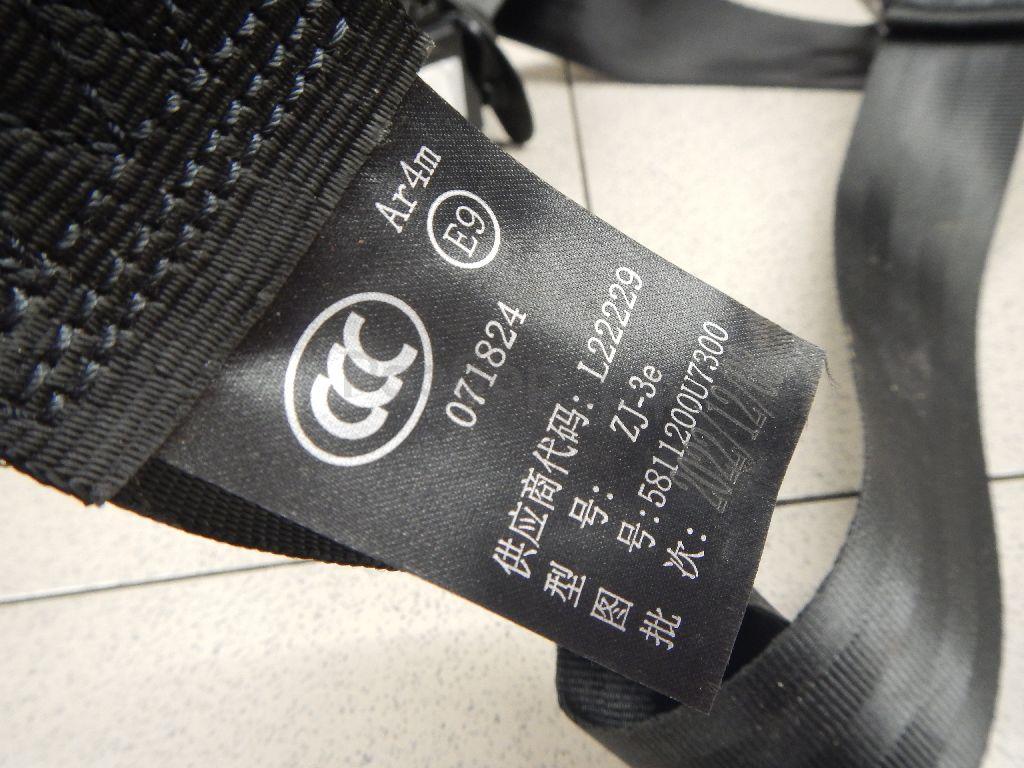 Ar4m
E9
CCC
071824
供应商代码: L22229
型 号: ZJ-3e
图 号: 5811200U7300
批 次: